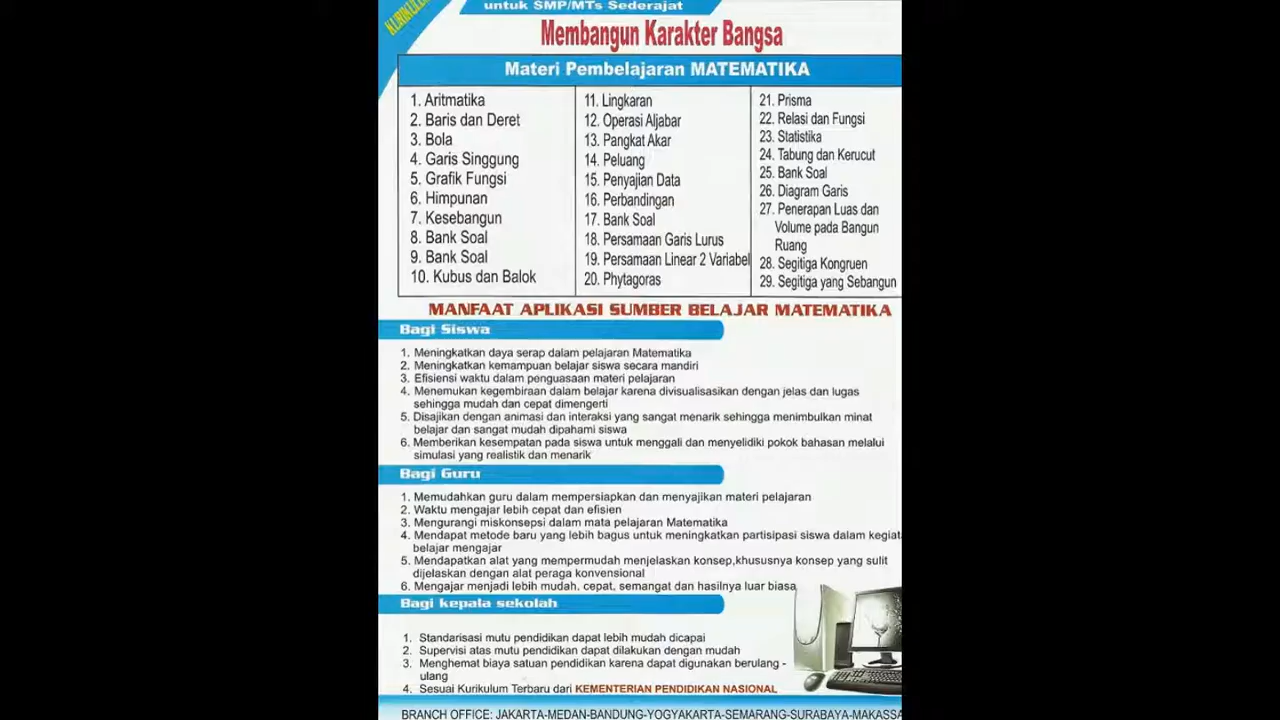 untuk SMP/MTs Sederajat
Membangun Karakter Bangsa
Materi Pembelajaran MATEMATIKA
1. Aritmatika
2. Baris dan Deret
3. Bola
4. Garis Singgung
5. Grafik Fungsi
6. Himpunan
7. Kesebangun
8. Bank Soal
9. Bank Soal
10. Kubus dan Balok
11. Lingkaran
12. Operasi Aljabar
13. Pangkat Akar
14. Peluang
15. Penyajian Data
16. Perbandingan
17. Bank Soal
18. Persamaan Garis Lurus
19. Persamaan Linear 2 Variabel
20. Phytagoras
21. Prisma
22. Relasi dan Fungsi
23. Statistika
24. Tabung dan Kerucut
25. Bank Soal
26. Diagram Garis
27. Penerapan Luas dan
Volume pada Bangun
Ruang
28. Segitiga Kongruen
29. Segitiga yang Sebangun
MANFAAT APLIKASI SUMBER BELAJAR MATEMATIKA
Bagi Siswa
1. Meningkatkan daya serap dalam pelajaran Matematika
2. Meningkatkan kemampuan belajar siswa secara mandiri
3. Efisiensi waktu dalam penguasaan materi pelajaran
4. Menemukan kegembiraan dalam belajar karena divisualisasikan dengan jelas dan lugas
sehingga mudah dan cepat dimengerti
5. Disajikan dengan animasi dan interaksi yang sangat menarik sehingga menimbulkan minat
belajar dan sangat mudah dipahami siswa
6. Memberikan kesempatan pada siswa untuk menggali dan menyelidiki pokok bahasan melalui
simulasi yang realistik dan menarik
Bagi Guru
1. Memudahkan guru dalam mempersiapkan dan menyajikan materi pelajaran
2. Waktu mengajar lebih cepat dan efisien
3. Mengurangi miskonsepsi dalam mata pelajaran Matematika
4. Mendapat metode baru yang lebih bagus untuk meningkatkan partisipasi siswa dalam kegiata
belajar mengajar
5. Mendapatkan alat yang mempermudah menjelaskan konsep,khususnya konsep yang sulit
dijelaskan dengan alat peraga konvensional
6. Mengajar menjadi lebih mudah, cepat, semangat dan hasilnya luar biasa
Bagi kepala sekolah
1. Standarisasi mutu pendidikan dapat lebih mudah dicapai
2. Supervisi atas mutu pendidikan dapat dilakukan dengan mudah
3. Menghemat biaya satuan pendidikan karena dapat digunakan berulang -
ulang
4. Sesuai Kurikulum Terbaru dari KEMENTERIAN PENDIDIKAN NASIONAL
BRANCH OFFICE: JAKARTA-MEDAN-BANDUNG-YOGYAKARTA-SEMARANG-SURABAYA-MAKASSA